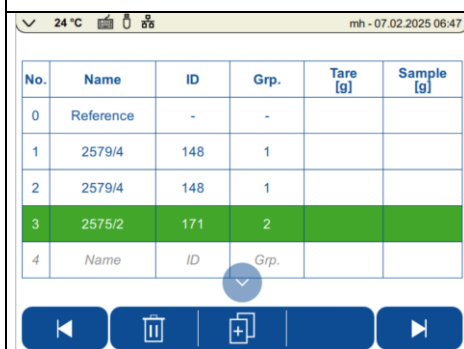 24 °C mh - 07.02.2025 06:47
No. Name ID Grp. Tare [g] Sample [g]
0 Reference - -
1 2579/4 148 1
2 2579/4 148 1
3 2575/2 171 2
4 Name ID Grp.